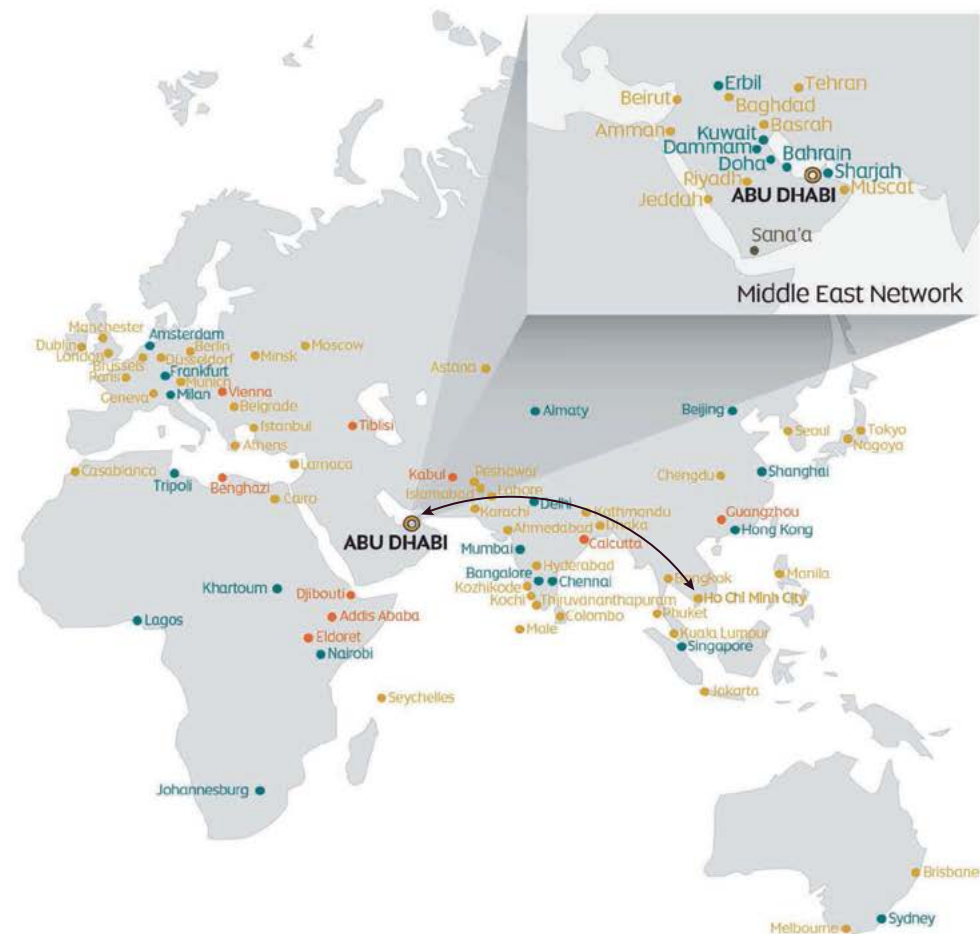 Erbil
Tehran
Beirut
Baghdad
Amman
Basrah
Kuwait
Dammam
Doha
Bahrain
Sharjah
Riyadh
ABU DHABI
Muscat
Jeddah
Sana'a
Middle East Network
Manchester
Amsterdam
Dublin
Berlin
London
Brussels
Düsseldorf
Minsk
Moscow
Paris
Frankfurt
Munich
Geneva
Milan
Vienna
Belgrade
Istanbul
Athens
Tiblisi
Astana
Almaty
Beijing
Seoul
Tokyo
Nagoya
Casablanca
Tripoli
Larnaca
Benghazi
Cairo
Kabul
Peshawar
Islamabad
Lahore
Karachi
Delhi
Kathmandu
Chengdu
Shanghai
Guangzhou
Hong Kong
ABU DHABI
Ahmedabad
Dhaka
Calcutta
Mumbai
Hyderabad
Bangalore
Chennai
Kozhikode
Kochi
Thiruvananthapuram
Colombo
Male
Bangkok
Manila
Ho Chi Minh City
Phuket
Kuala Lumpur
Singapore
Jakarta
Khartoum
Djibouti
Lagos
Addis Ababa
Eldoret
Nairobi
Seychelles
Johannesburg
Brisbane
Sydney
Melbourne